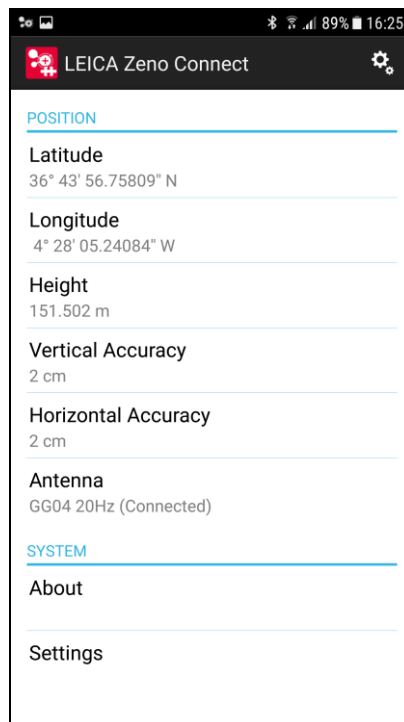 89% 16:25
LEICA Zeno Connect
POSITION
Latitude
36° 43' 56.75809" N
Longitude
4° 28' 05.24084" W
Height
151.502 m
Vertical Accuracy
2 cm
Horizontal Accuracy
2 cm
Antenna
GG04 20Hz (Connected)
SYSTEM
About
Settings